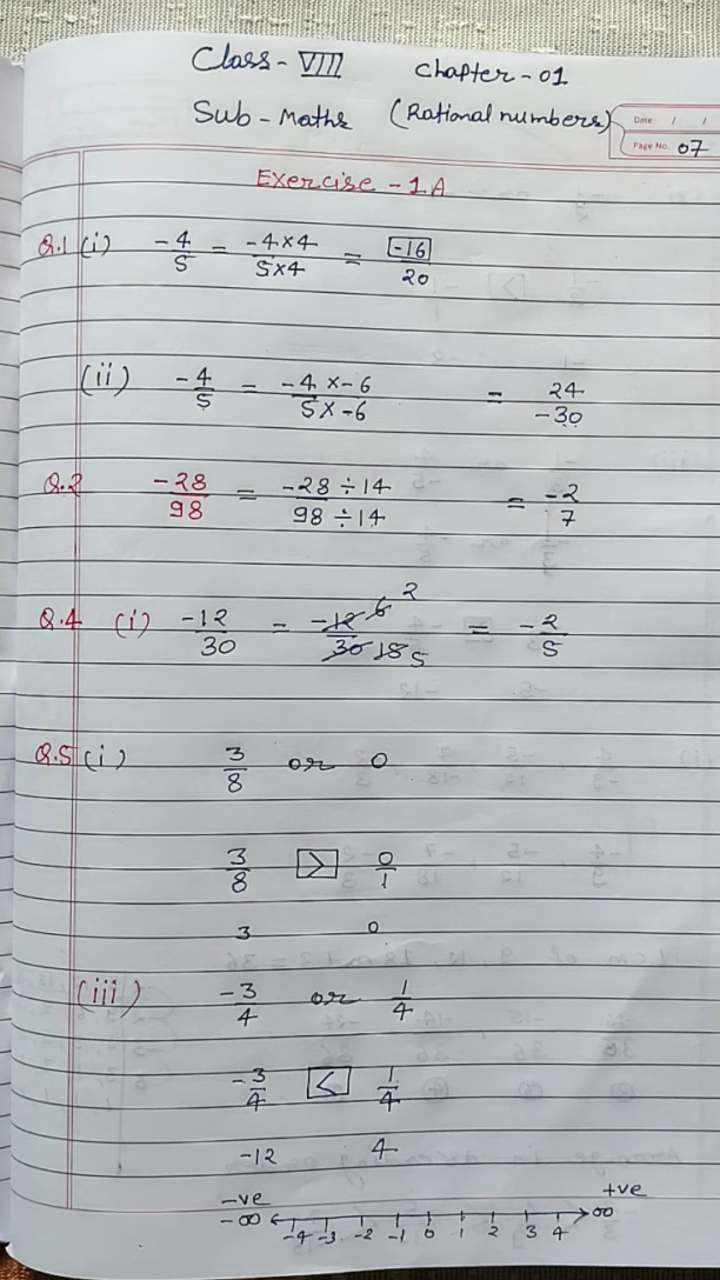 Class - VIII Chapter - 01
Sub - Maths (Rational numbers)
Date / /
Page No. 07
Exercise - 1A
Q.1 (i) -4/5 = -4×4/5×4 = -16/20
(ii) -4/5 = -4×-6/5×-6 = 24/-30
Q.2 -28/98 = -28÷14/98÷14 = -2/7
Q.4 (i) -12/30 = -12 6 2/30 18 5 = -2/5
Q.5 (i) 3/8 or 0
3/8 > 0/1
3 0
(iii) -3/4 or 1/4
-3/4 < 1/4
-12 4
-ve +ve
-∞ ∞
-4 -3 -2 -1 0 1 2 3 4